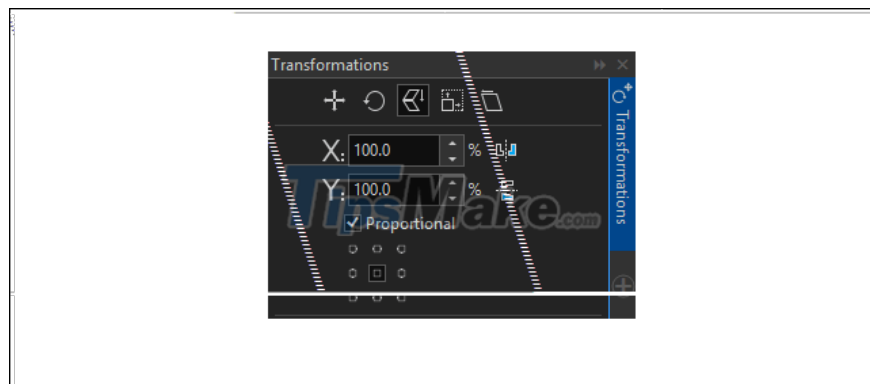 Transformations
X: 100.0 %
Y: 100.0 %
TipsMake.com
Proportional
Transformations